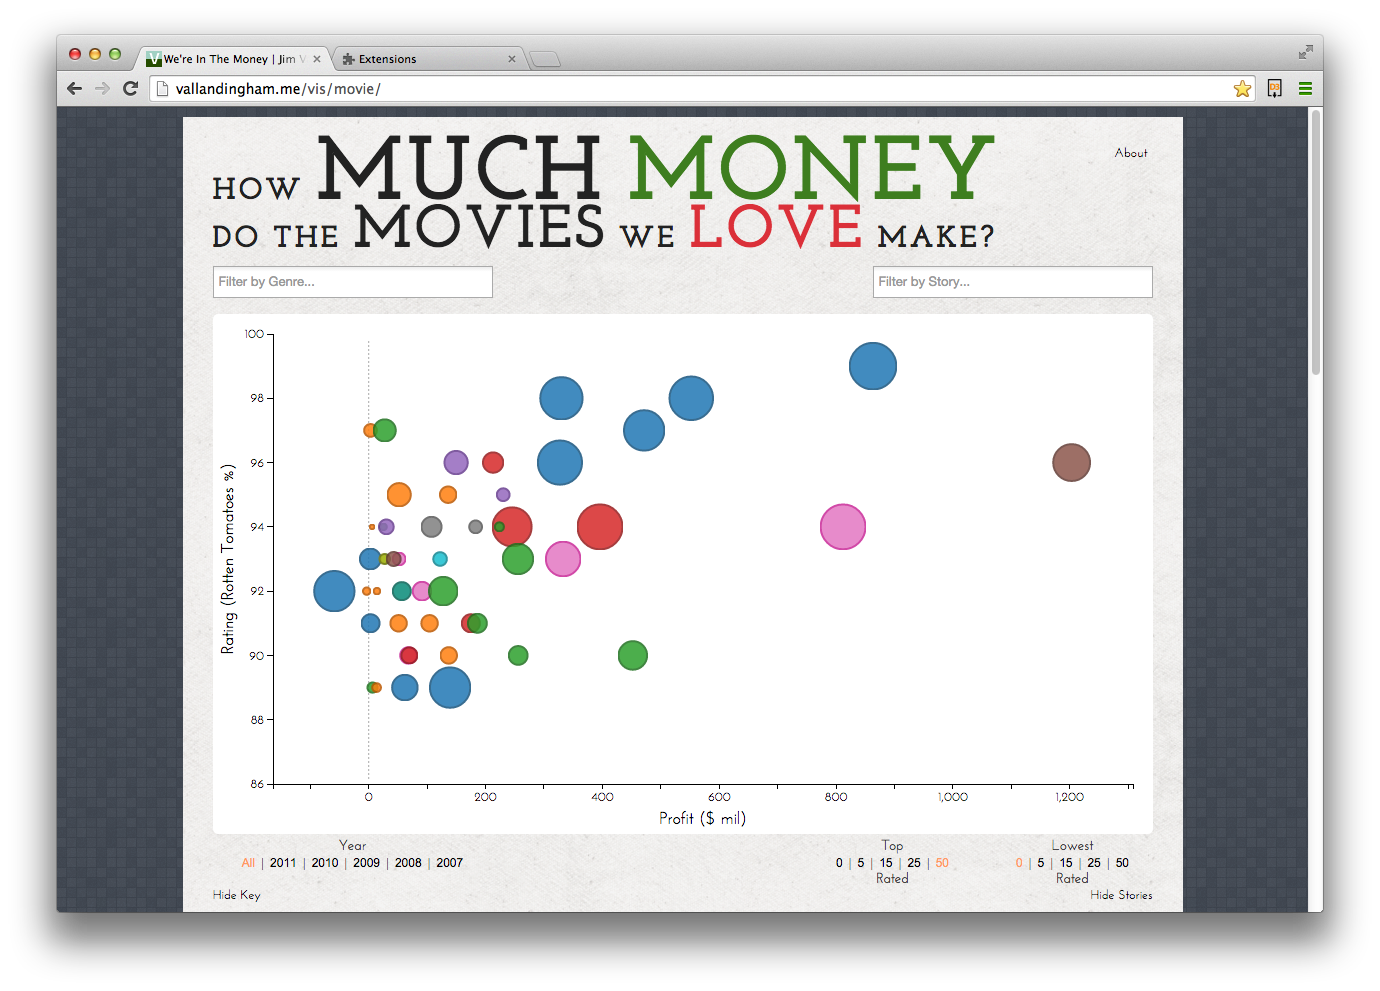 We're In The Money | Jim V
Extensions
vallandingham.me/vis/movie/
About
HOW MUCH MONEY
DO THE MOVIES WE LOVE MAKE?
Filter by Genre...
Filter by Story...
100
98
96
94
92
90
88
86
Rating (Rotten Tomatoes %)
0 200 400 600 800 1,000 1,200
Profit ($ mil)
Year
All | 2011 | 2010 | 2009 | 2008 | 2007
Top
0 | 5 | 15 | 25 | 50
Rated
Lowest
0 | 5 | 15 | 25 | 50
Rated
Hide Key
Hide Stories